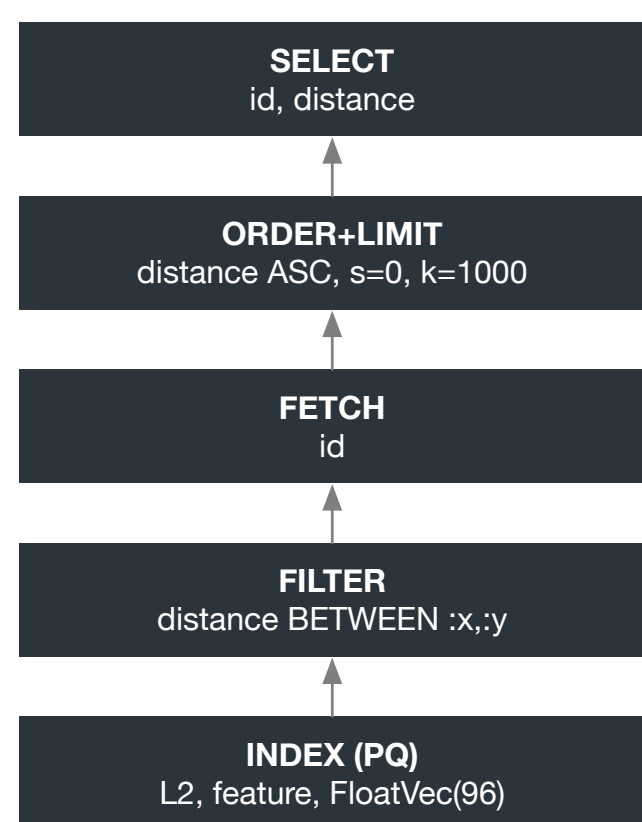 SELECT
id, distance
ORDER+LIMIT
distance ASC, s=0, k=1000
FETCH
id
FILTER
distance BETWEEN :x,:y
INDEX (PQ)
L2, feature, FloatVec(96)